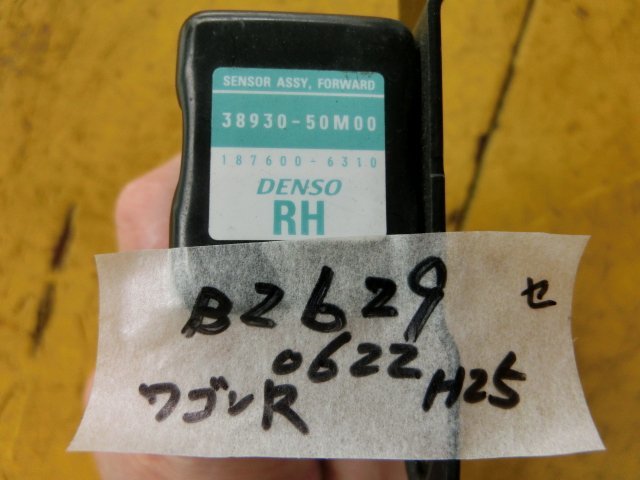 SENSOR ASSY, FORWARD
38930-50M00
187600-6310
DENSO
RH
B2629 セ
0622
ワゴンR H25